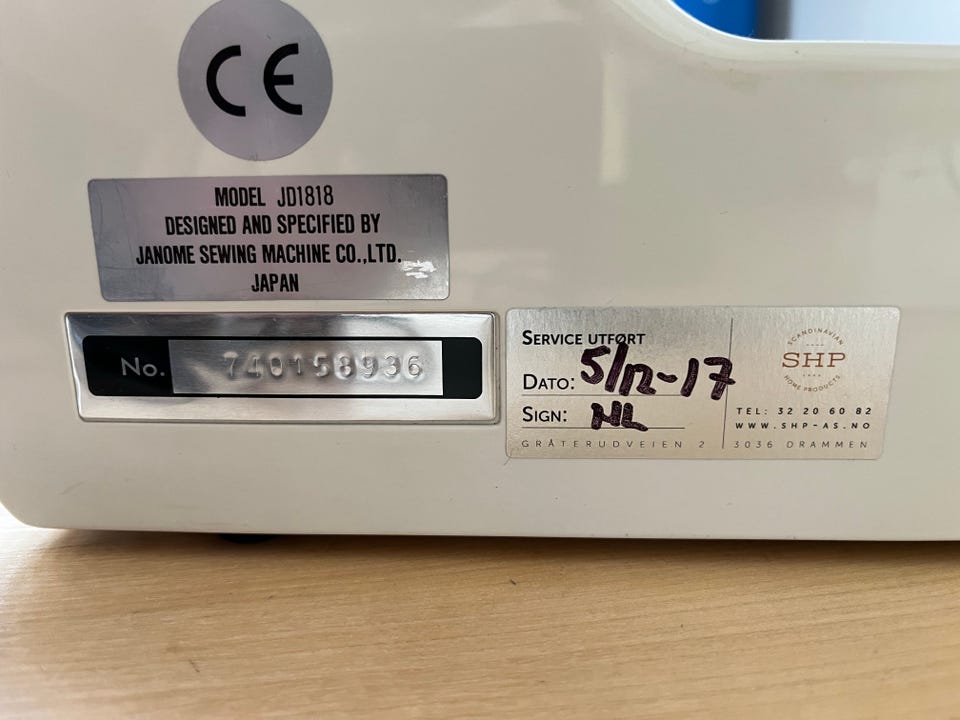 CE
MODEL JD1818
DESIGNED AND SPECIFIED BY
JANOME SEWING MACHINE CO.,LTD.
JAPAN
No. 740158936
SERVICE UTFØRT
DATO: 5/12-17
SIGN: NL
GRÅTERUDVEIEN 2
SCANDINAVIAN
SHP
HOME PRODUCTS
TEL: 32 20 60 82
WWW.SHP-AS.NO
3036 DRAMMEN